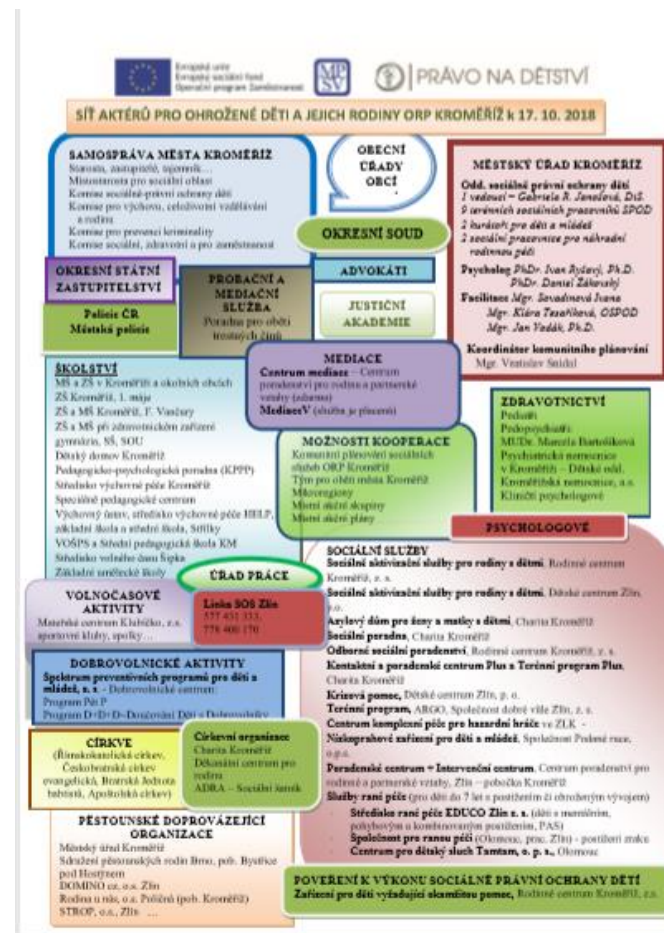 Evropská unie
Evropský sociální fond
Operační program Zaměstnanost
MPSV
PRÁVO NA DĚTSTVÍ
SÍŤ AKTÉRŮ PRO OHROŽENÉ DĚTI A JEJICH RODINY ORP KROMĚŘÍŽ k 17. 10. 2018
SAMOSPRÁVA MĚSTA KROMĚŘÍŽ
Starosta, zastupitelé, tajemník…
Místostarosta pro sociální oblast
Komise sociálně-právní ochrany dětí
Komise pro výchovu, celoživotní vzdělávání
a rodinu
Komise pro prevenci kriminality
Komise sociální, zdravotní a pro zaměstnanost
OBECNÍ
ÚŘADY
OBCÍ
OKRESNÍ SOUD
MĚSTSKÝ ÚŘAD KROMĚŘÍŽ
Odd. sociálně právní ochrany dětí
1 vedoucí – Gabriela R. Janošová, DiS.
9 terénních sociálních pracovníků SPOD
2 kurátoři pro děti a mládež
2 sociální pracovnice pro náhradní
rodinnou péči
Psycholog PhDr. Ivan Ryšavý, Ph.D.
PhDr. Daniel Žákovský
Facilitace Mgr. Savadinova Ivana
Mgr. Klára Tesaříková, OSPOD
Mgr. Jan Vodák, Ph.D.
Koordinátor komunitního plánování
Mgr. Vratislav Snídal
OKRESNÍ STÁTNÍ
ZASTUPITELSTVÍ
Policie ČR
Městská policie
PROBAČNÍ A
MEDIAČNÍ
SLUŽBA
Poradna pro oběti
trestných činů
ADVOKÁTI
JUSTIČNÍ
AKADEMIE
ŠKOLSTVÍ
MŠ a ZŠ v Kroměříži a okolních obcích
ZŠ Kroměříž, 1. máje
ZŠ a MŠ Kroměříž, F. Vančury
ZŠ a MŠ při zdravotnickém zařízení
gymnázia, SŠ, SOU
Dětský domov Kroměříž
Pedagogicko-psychologická poradna (KPPP)
Středisko výchovné péče Kroměříž
Speciálně pedagogické centrum
Výchovný ústav, středisko výchovné péče HELP,
základní škola a střední škola, Střílky
VOŠPS a Střední pedagogická škola KM
Středisko volného času Šipka
Základní umělecké školy
MEDIACE
Centrum mediace – Centrum
poradenství pro rodinu a partnerské
vztahy (zdarma)
MediaceV (služba je placená)
MOŽNOSTI KOOPERACE
Komunitní plánování sociálních
služeb ORP Kroměříž
Tým pro oběti města Kroměříž
Mikroregiony
Místní akční skupiny
Místní akční plány
ZDRAVOTNICTVÍ
Pediatři
Pedopsychiatři
MUDr. Marcela Bartošíková
Psychiatrická nemocnice
v Kroměříži – Dětské odd.
Kroměřížská nemocnice, a.s.
Kliničtí psychologové
PSYCHOLOGOVÉ
ÚŘAD PRÁCE
VOLNOČASOVÉ
AKTIVITY
Mateřské centrum Klubíčko, z.s.
sportovní kluby, spolky…
Linka SOS Zlín
577 431 333,
778 400 170
DOBROVOLNICKÉ AKTIVITY
Spektrum preventivních programů pro děti a
mládež, z. s. - Dobrovolnické centrum:
Program Pět P
Program D+D+D–Doučování Dětí s Dobrovolníky
CÍRKVE
(Římskokatolická církev,
Českobratrská církev
evangelická, Bratrská Jednota
baptistů, Apoštolská církev)
Církevní organizace
Charita Kroměříž
Děkanátní centrum pro
rodinu
ADRA – Sociální šatník
PĚSTOUNSKÉ DOPROVÁZEJÍCÍ
ORGANIZACE
Městský úřad Kroměříž
Sdružení pěstounských rodin Brno, pob. Bystřice
pod Hostýnem
DOMINO cz, o.s. Zlín
Rodina u nás, o.s. Poličná (pob. Kroměříž)
STROP, o.s., Zlín …
SOCIÁLNÍ SLUŽBY
Sociálně aktivizační služby pro rodiny s dětmi, Rodinné centrum
Kroměříž, z. s.
Sociálně aktivizační služby pro rodiny s dětmi, Dětské centrum Zlín,
p.o.
Azylový dům pro ženy a matky s dětmi, Charita Kroměříž
Sociální poradna, Charita Kroměříž
Odborné sociální poradenství, Rodinné centrum Kroměříž, z. s.
Kontaktní a poradenské centrum Plus a Terénní program Plus,
Charita Kroměříž
Krizová pomoc, Dětské centrum Zlín, p. o.
Terénní program, ARGO, Společnost dobré vůle Zlín, z. s.
Centrum komplexní péče pro hazardní hráče ve ZLK -
Nízkoprahové zařízení pro děti a mládež, Společnost Podané ruce,
o.p.s.
Poradenské centrum + Intervenční centrum, Centrum poradenství pro
rodinné a partnerské vztahy, Zlín – pobočka Kroměříž
Služby rané péče (pro děti do 7 let s postižením či ohroženým vývojem)
Středisko rané péče EDUCO Zlín z. s. (děti s mentálním,
pohybovým a kombinovaným postižením, PAS)
Společnost pro ranou péči (Olomouc, prac. Zlín) - postižení zraku
Centrum pro dětský sluch Tamtam, o. p. s., Olomouc
POVĚŘENÍ K VÝKONU SOCIÁLNĚ PRÁVNÍ OCHRANY DĚTÍ
Zařízení pro děti vyžadující okamžitou pomoc, Rodinné centrum Kroměříž, z.s.